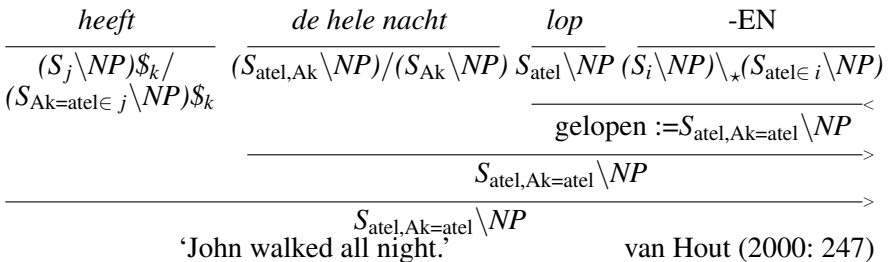 heeft de hele nacht lop -EN
(S_j\NP)$_k/ (S_atel,Ak\NP)/(S_Ak\NP) S_atel\NP (S_i\NP)\_⋆(S_atel∈ i\NP)
(S_Ak=atel∈ j\NP)$_k
<
gelopen :=S_atel,Ak=atel\NP
>
S_atel,Ak=atel\NP
>
S_atel,Ak=atel\NP
‘John walked all night.’ van Hout (2000: 247)